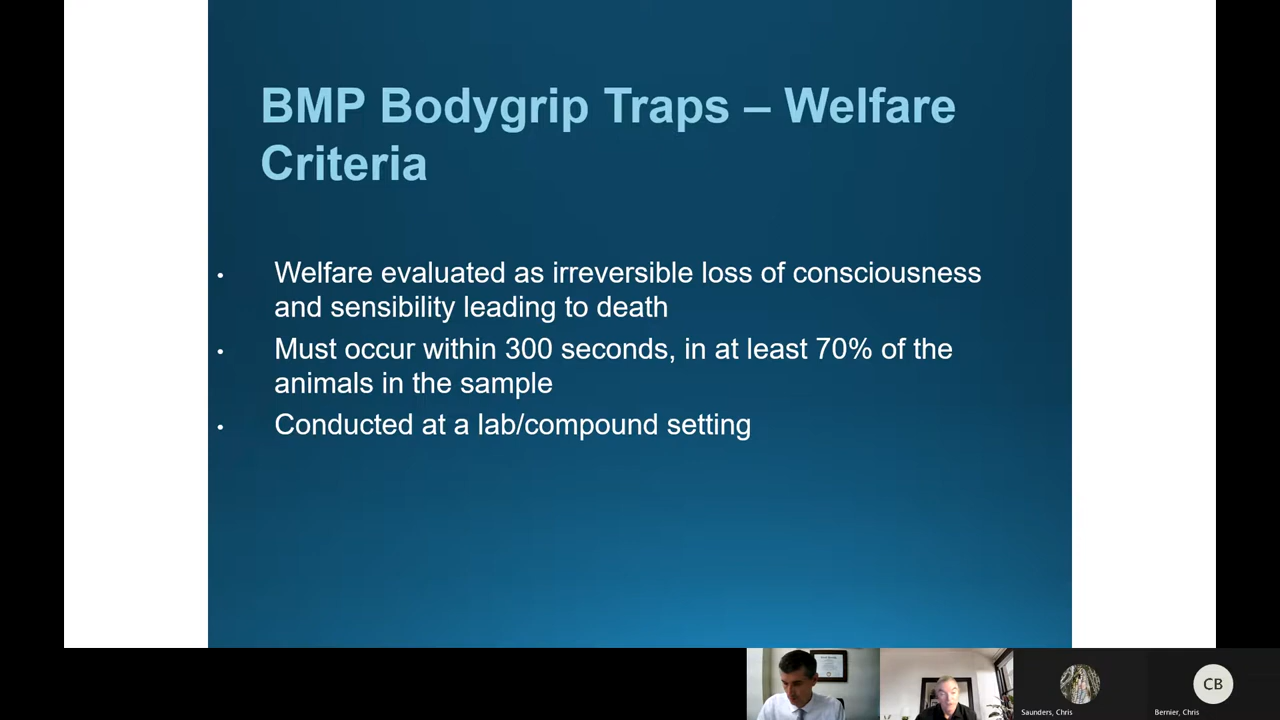 BMP Bodygrip Traps – Welfare
Criteria
• Welfare evaluated as irreversible loss of consciousness
and sensibility leading to death
• Must occur within 300 seconds, in at least 70% of the
animals in the sample
• Conducted at a lab/compound setting
CB
Saunders, Chris
Bernier, Chris